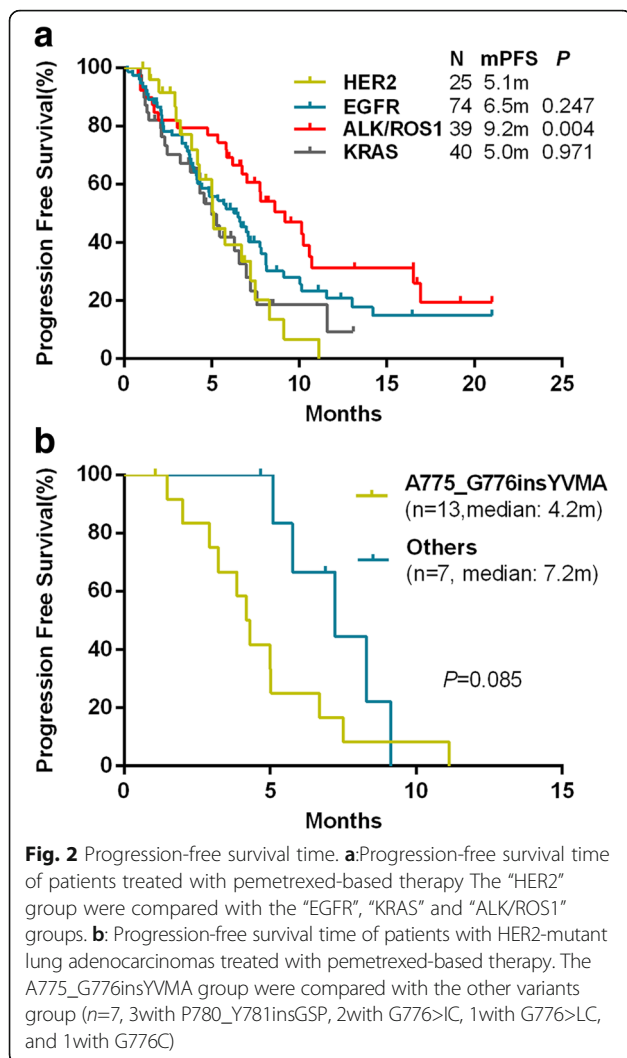 a
N mPFS P
HER2 25 5.1m
EGFR 74 6.5m 0.247
ALK/ROS1 39 9.2m 0.004
KRAS 40 5.0m 0.971
Progression Free Survival(%)
100
80
60
40
20
0
0 5 10 15 20 25
Months
b
A775_G776insYVMA
(n=13,median: 4.2m)
Others
(n=7, median: 7.2m)
P=0.085
Progression Free Survival(%)
100
80
60
40
20
0
0 5 10 15
Months
Fig. 2 Progression-free survival time. a:Progression-free survival time
of patients treated with pemetrexed-based therapy The “HER2”
group were compared with the “EGFR”, “KRAS” and “ALK/ROS1”
groups. b: Progression-free survival time of patients with HER2-mutant
lung adenocarcinomas treated with pemetrexed-based therapy. The
A775_G776insYVMA group were compared with the other variants
group (n=7, 3with P780_Y781insGSP, 2with G776>IC, 1with G776>LC,
and 1with G776C)